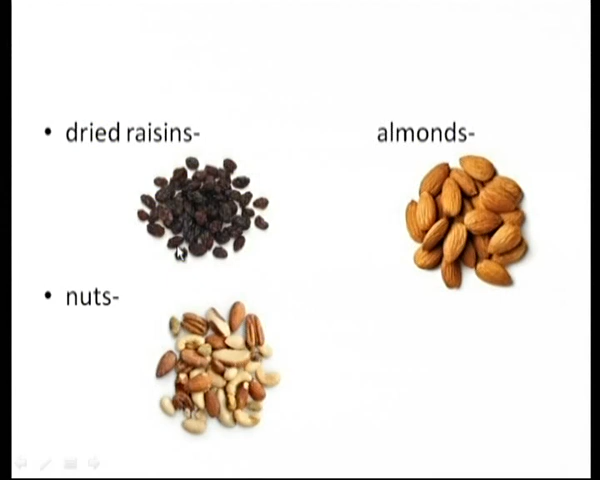 • dried raisins-
almonds-
• nuts-